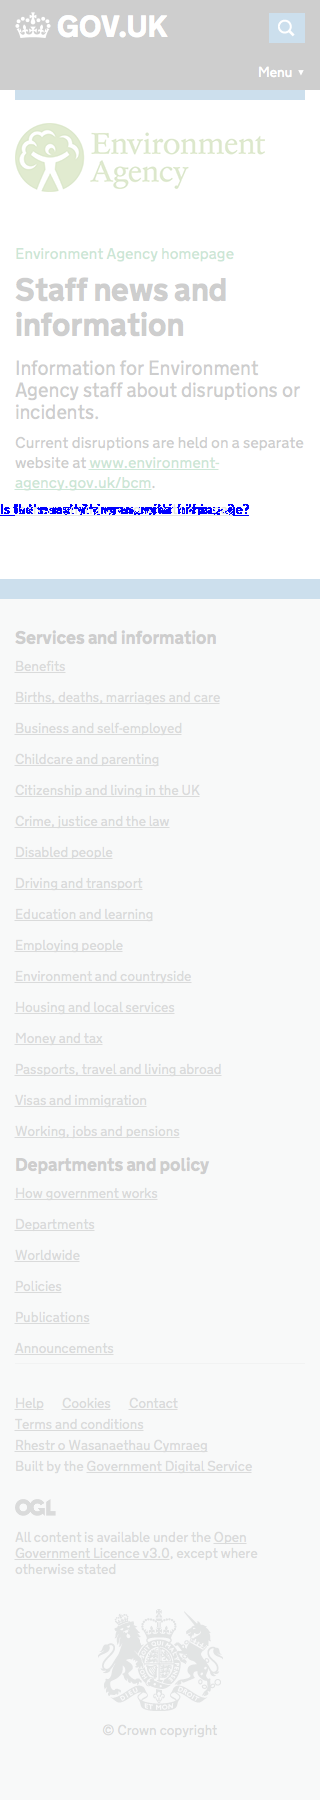 GOV.UK
Menu ▼
Environment
Agency
Environment Agency homepage
Staff news and
information
Information for Environment
Agency staff about disruptions or
incidents.
Current disruptions are held on a separate
website at www.environment-
agency.gov.uk/bcm.
Services and information
Benefits
Births, deaths, marriages and care
Business and self-employed
Childcare and parenting
Citizenship and living in the UK
Crime, justice and the law
Disabled people
Driving and transport
Education and learning
Employing people
Environment and countryside
Housing and local services
Money and tax
Passports, travel and living abroad
Visas and immigration
Working, jobs and pensions
Departments and policy
How government works
Departments
Worldwide
Policies
Publications
Announcements
Help Cookies Contact
Terms and conditions
Rhestr o Wasanaethau Cymraeg
Built by the Government Digital Service
OGL
All content is available under the Open
Government Licence v3.0, except where
otherwise stated
© Crown copyright